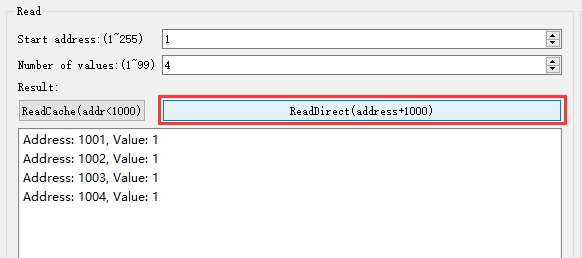 Read
Start address:(1~255) 1
Number of values:(1~99) 4
Result:
ReadCache(addr<1000) ReadDirect(address+1000)
Address: 1001, Value: 1
Address: 1002, Value: 1
Address: 1003, Value: 1
Address: 1004, Value: 1